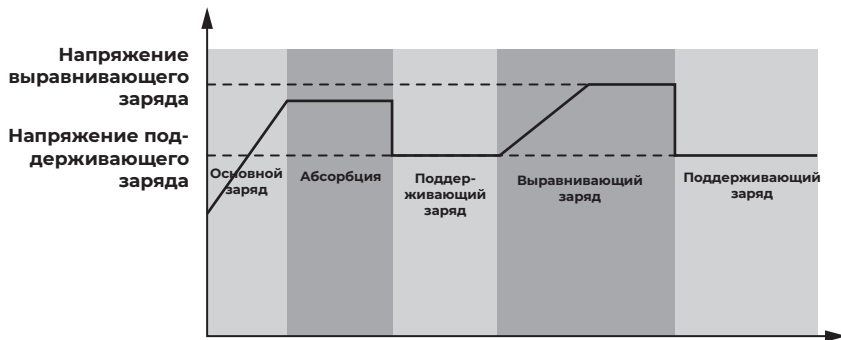 Напряжение
выравнивающего
заряда
Напряжение под-
держивающего
заряда
Основной
заряд
Абсорбция
Поддер-
живающий
заряд
Выравнивающий
заряд
Поддерживающий
заряд